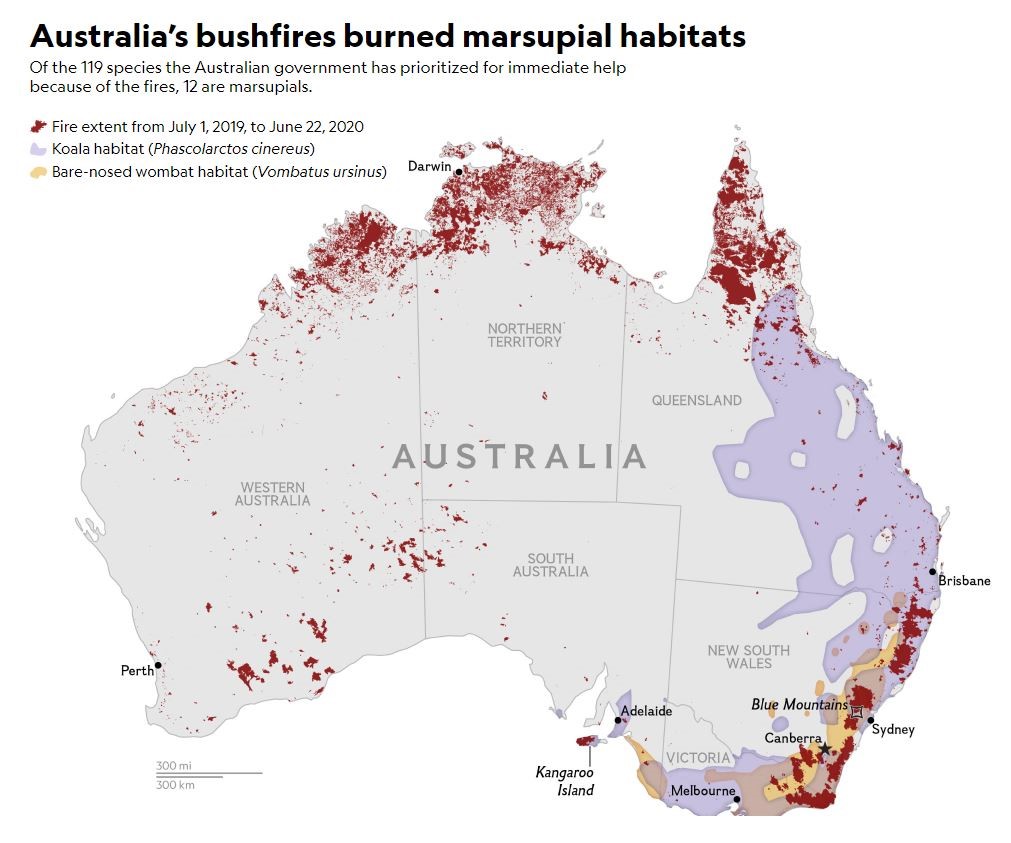 Australia's bushfires burned marsupial habitats
Of the 119 species the Australian government has prioritized for immediate help
because of the fires, 12 are marsupials.
Fire extent from July 1, 2019, to June 22, 2020
Koala habitat (Phascolarctos cinereus)
Bare-nosed wombat habitat (Vombatus ursinus)
Darwin
NORTHERN
TERRITORY
QUEENSLAND
AUSTRALIA
WESTERN
AUSTRALIA
SOUTH
AUSTRALIA
Brisbane
NEW SOUTH
WALES
Perth
Blue Mountains
Adelaide
Sydney
Canberra
VICTORIA
Kangaroo
Island
Melbourne
300 mi
300 km